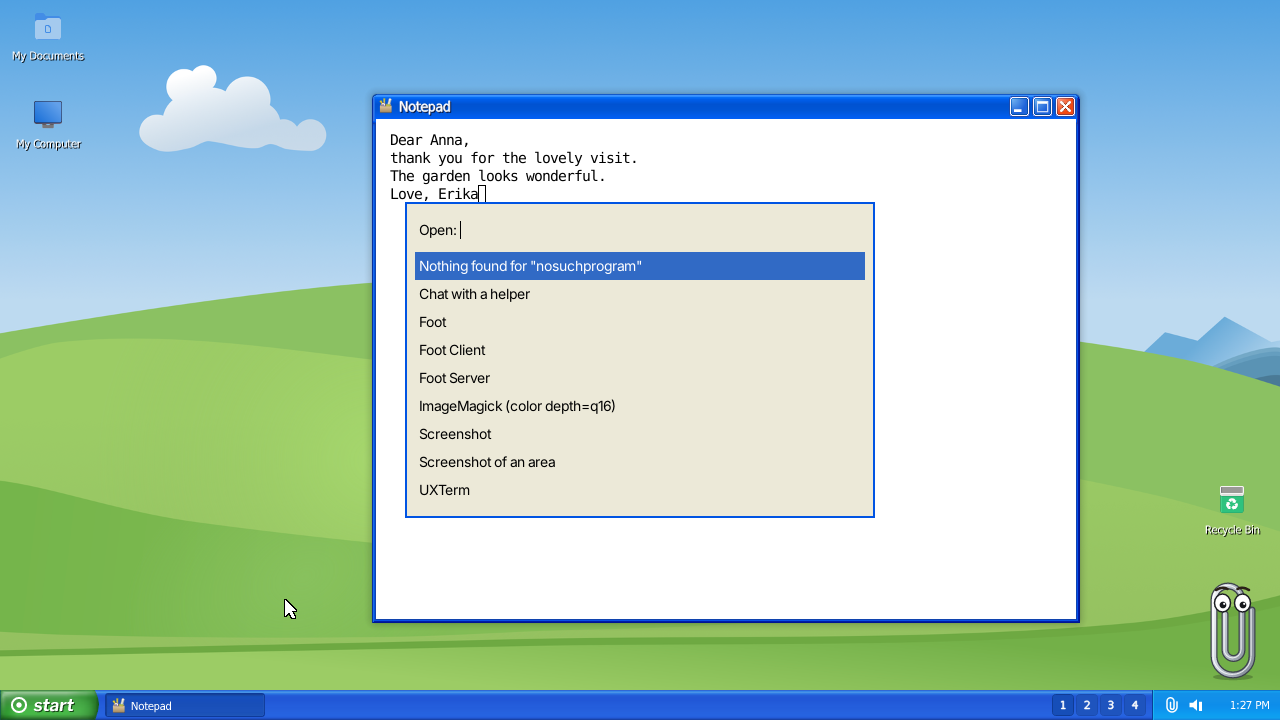 My Documents
My Computer
Notepad
Dear Anna,
thank you for the lovely visit.
The garden looks wonderful.
Love, Erika
Open:
Nothing found for "nosuchprogram"
Chat with a helper
Foot
Foot Client
Foot Server
ImageMagick (color depth=q16)
Screenshot
Screenshot of an area
UXTerm
Recycle Bin
start
Notepad
1 2 3 4
1:27 PM